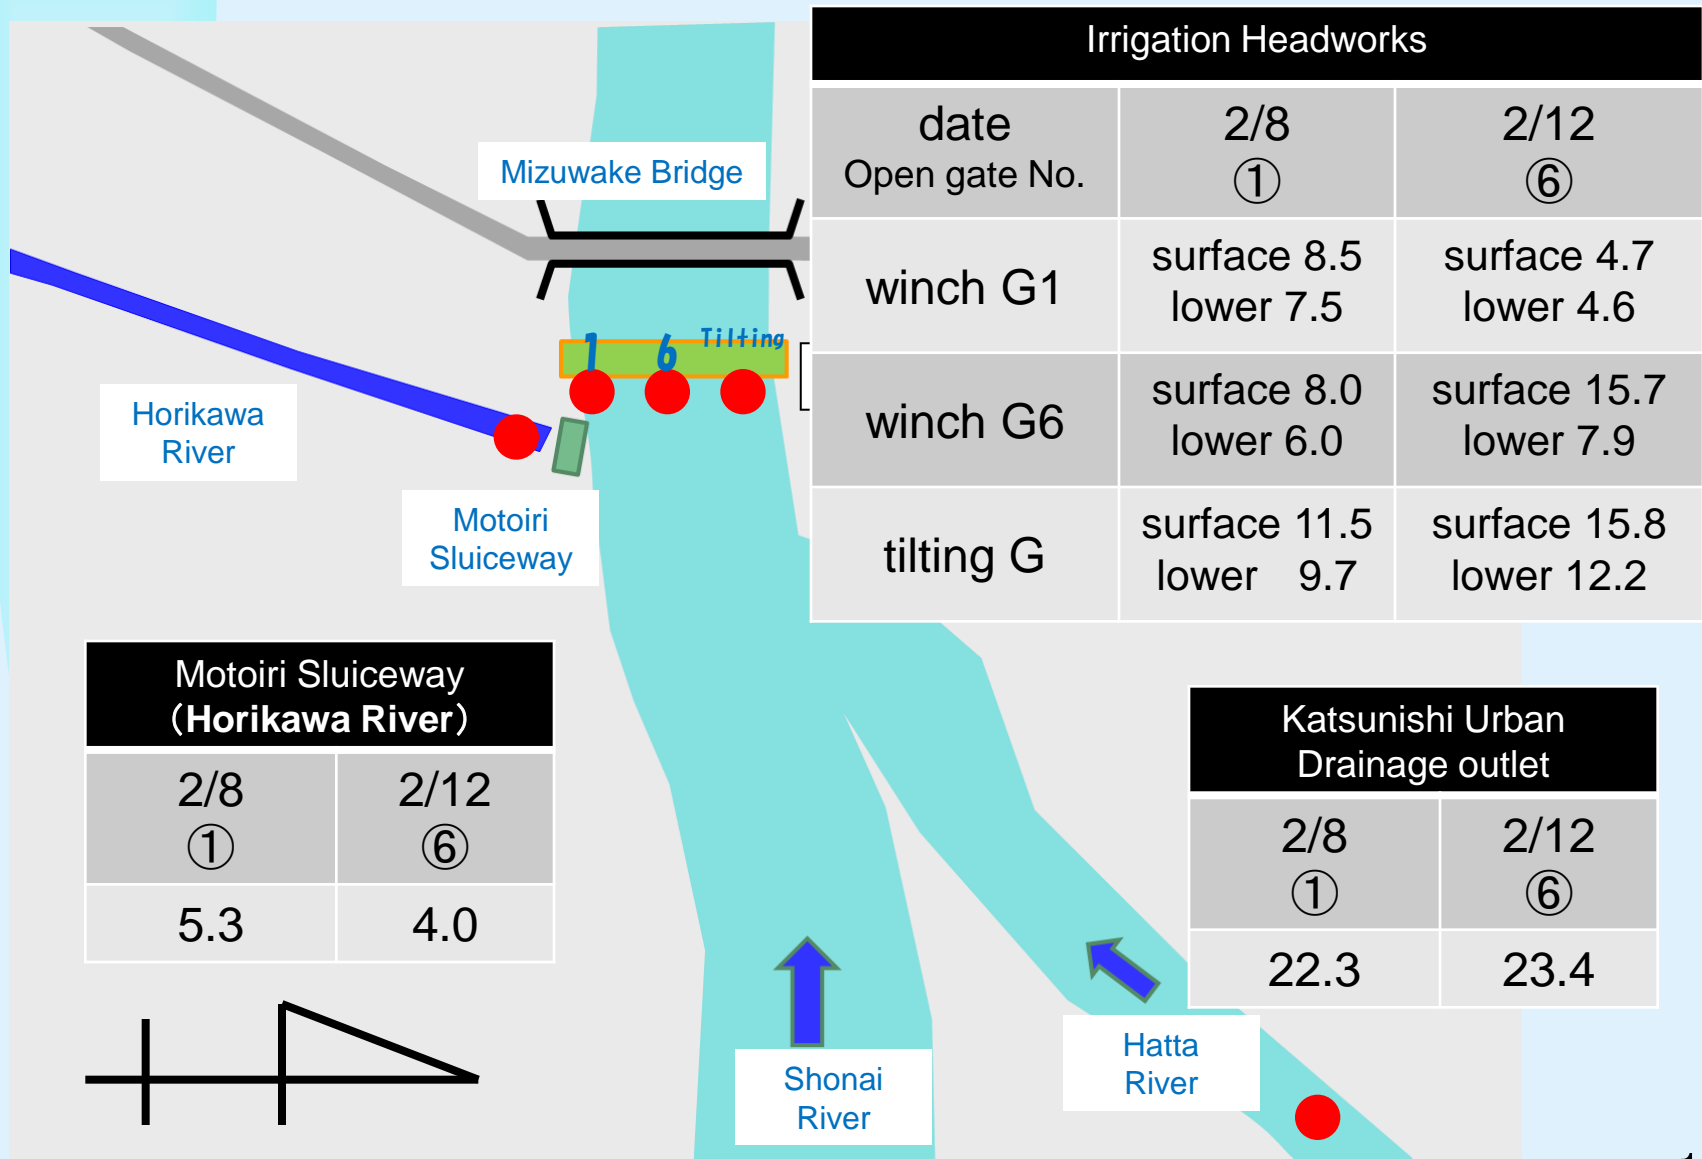 Irrigation Headworks
date 2/8 2/12
Open gate No. ① ⑥
winch G1
surface 8.5
lower 7.5
surface 4.7
lower 4.6
winch G6
surface 8.0
lower 6.0
surface 15.7
lower 7.9
tilting G
surface 11.5
lower 9.7
surface 15.8
lower 12.2
Mizuwake Bridge
1 6 Tilting
Horikawa
River
Motoiri
Sluiceway
Motoiri Sluiceway
（Horikawa River）
2/8 2/12
① ⑥
5.3 4.0
Katsunishi Urban
Drainage outlet
2/8 2/12
① ⑥
22.3 23.4
Shonai
River
Hatta
River